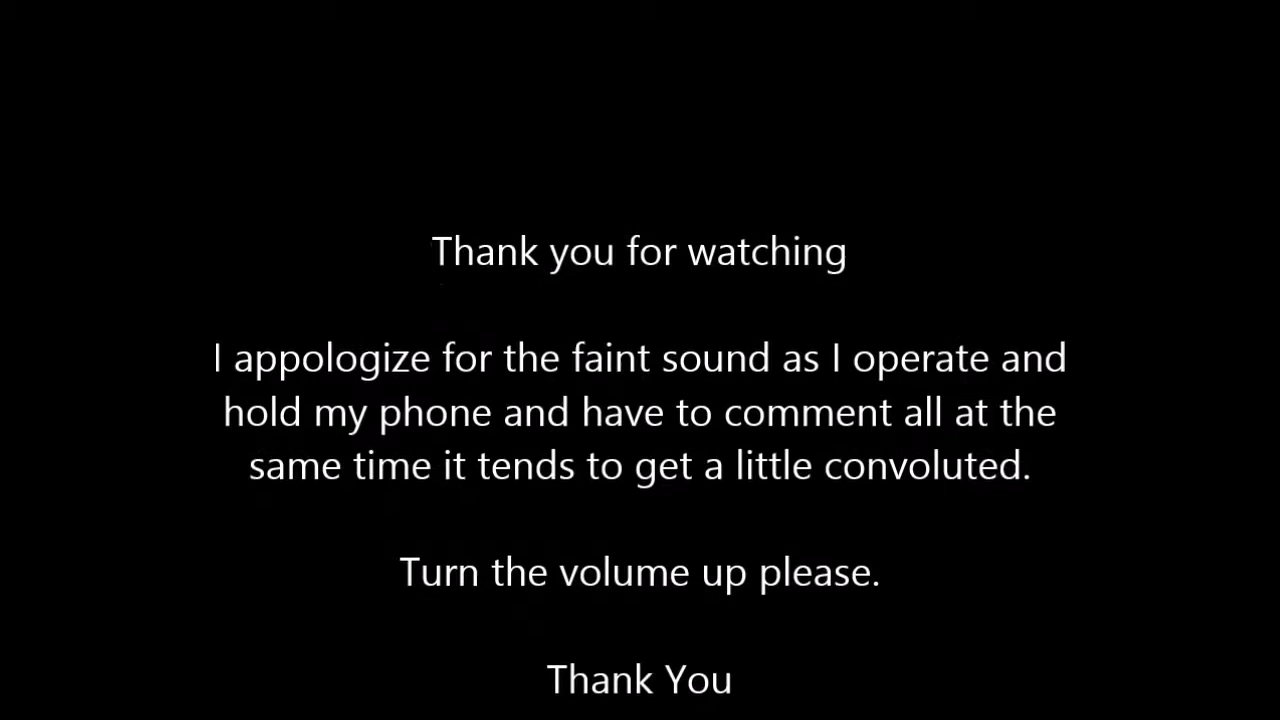 Thank you for watching
I appologize for the faint sound as I operate and
hold my phone and have to comment all at the
same time it tends to get a little convoluted.
Turn the volume up please.
Thank You